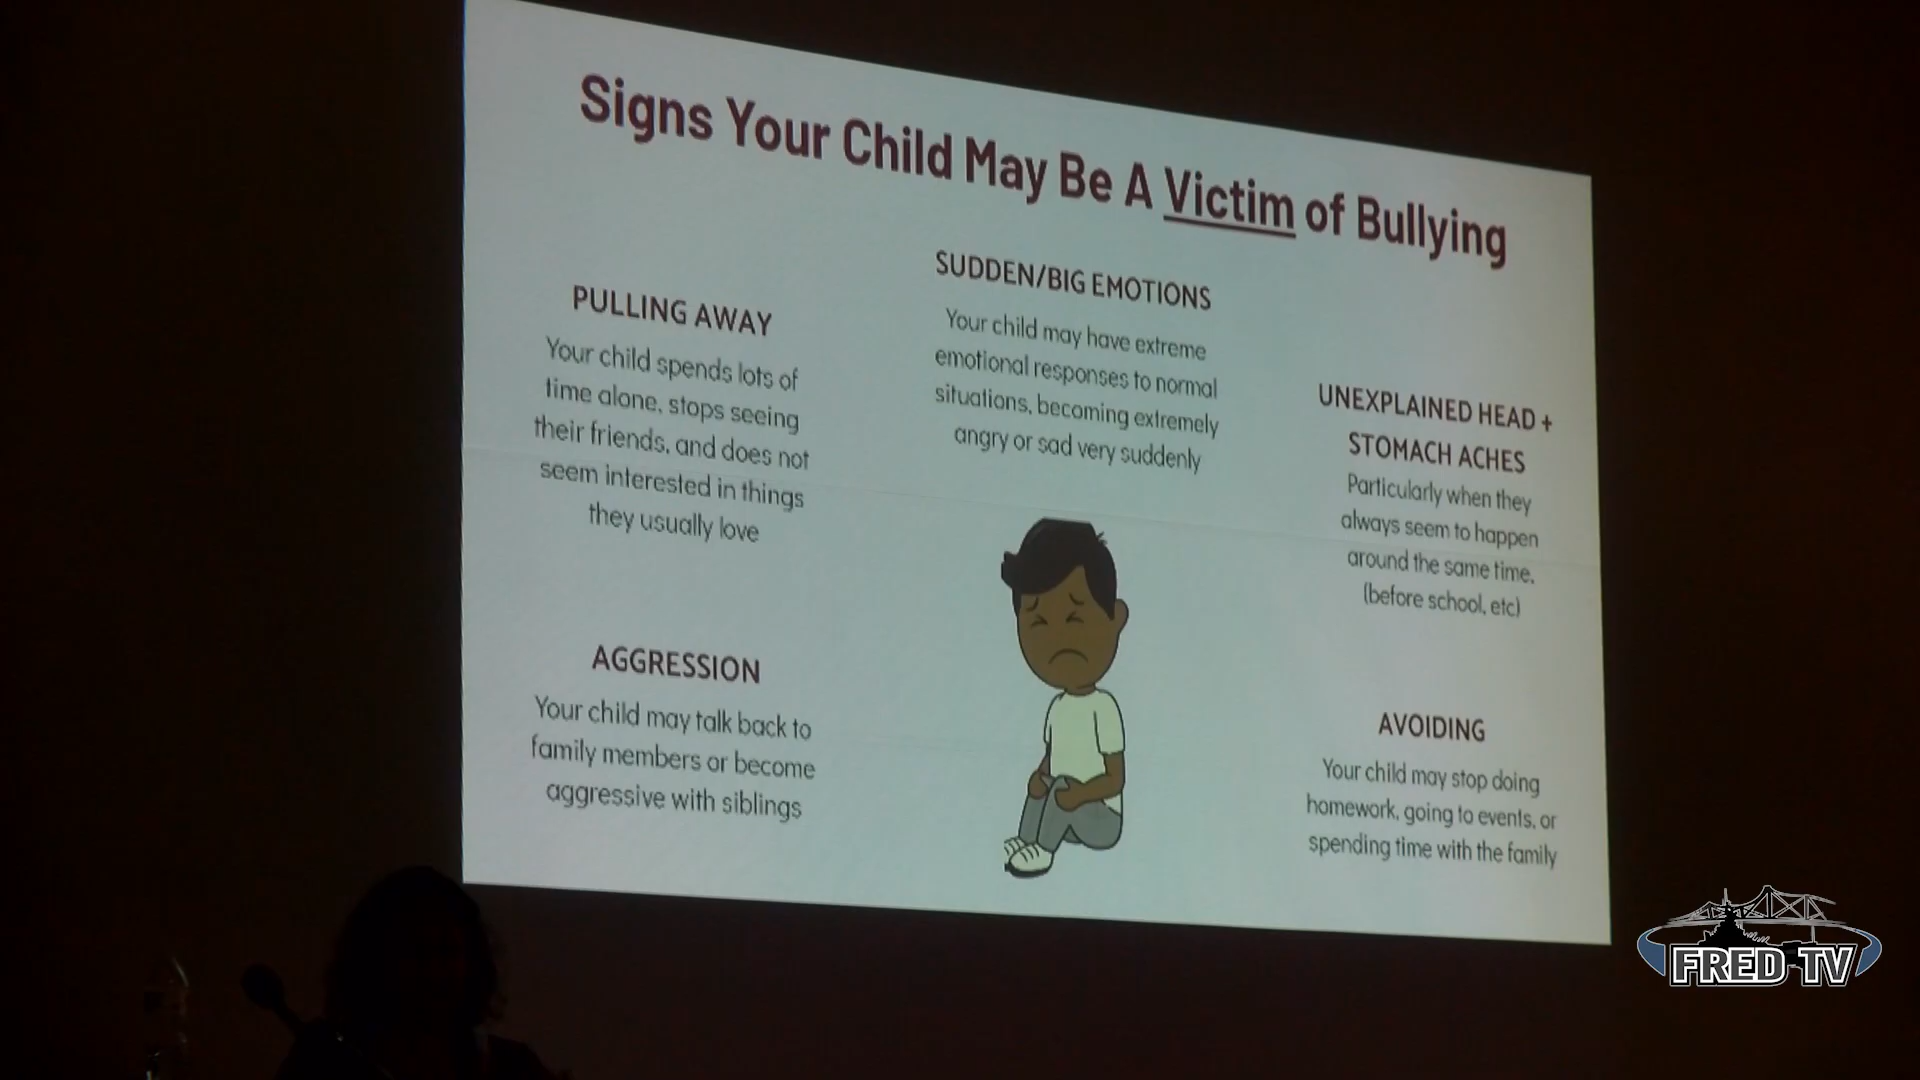 Signs Your Child May Be A Victim of Bullying
PULLING AWAY
Your child spends lots of
time alone, stops seeing
their friends, and does not
seem interested in things
they usually love
SUDDEN/BIG EMOTIONS
Your child may have extreme
emotional responses to normal
situations, becoming extremely
angry or sad very suddenly
UNEXPLAINED HEAD +
STOMACH ACHES
Particularly when they
always seem to happen
around the same time.
(before school, etc)
AGGRESSION
Your child may talk back to
family members or become
aggressive with siblings
AVOIDING
Your child may stop doing
homework, going to events, or
spending time with the family
FRED TV